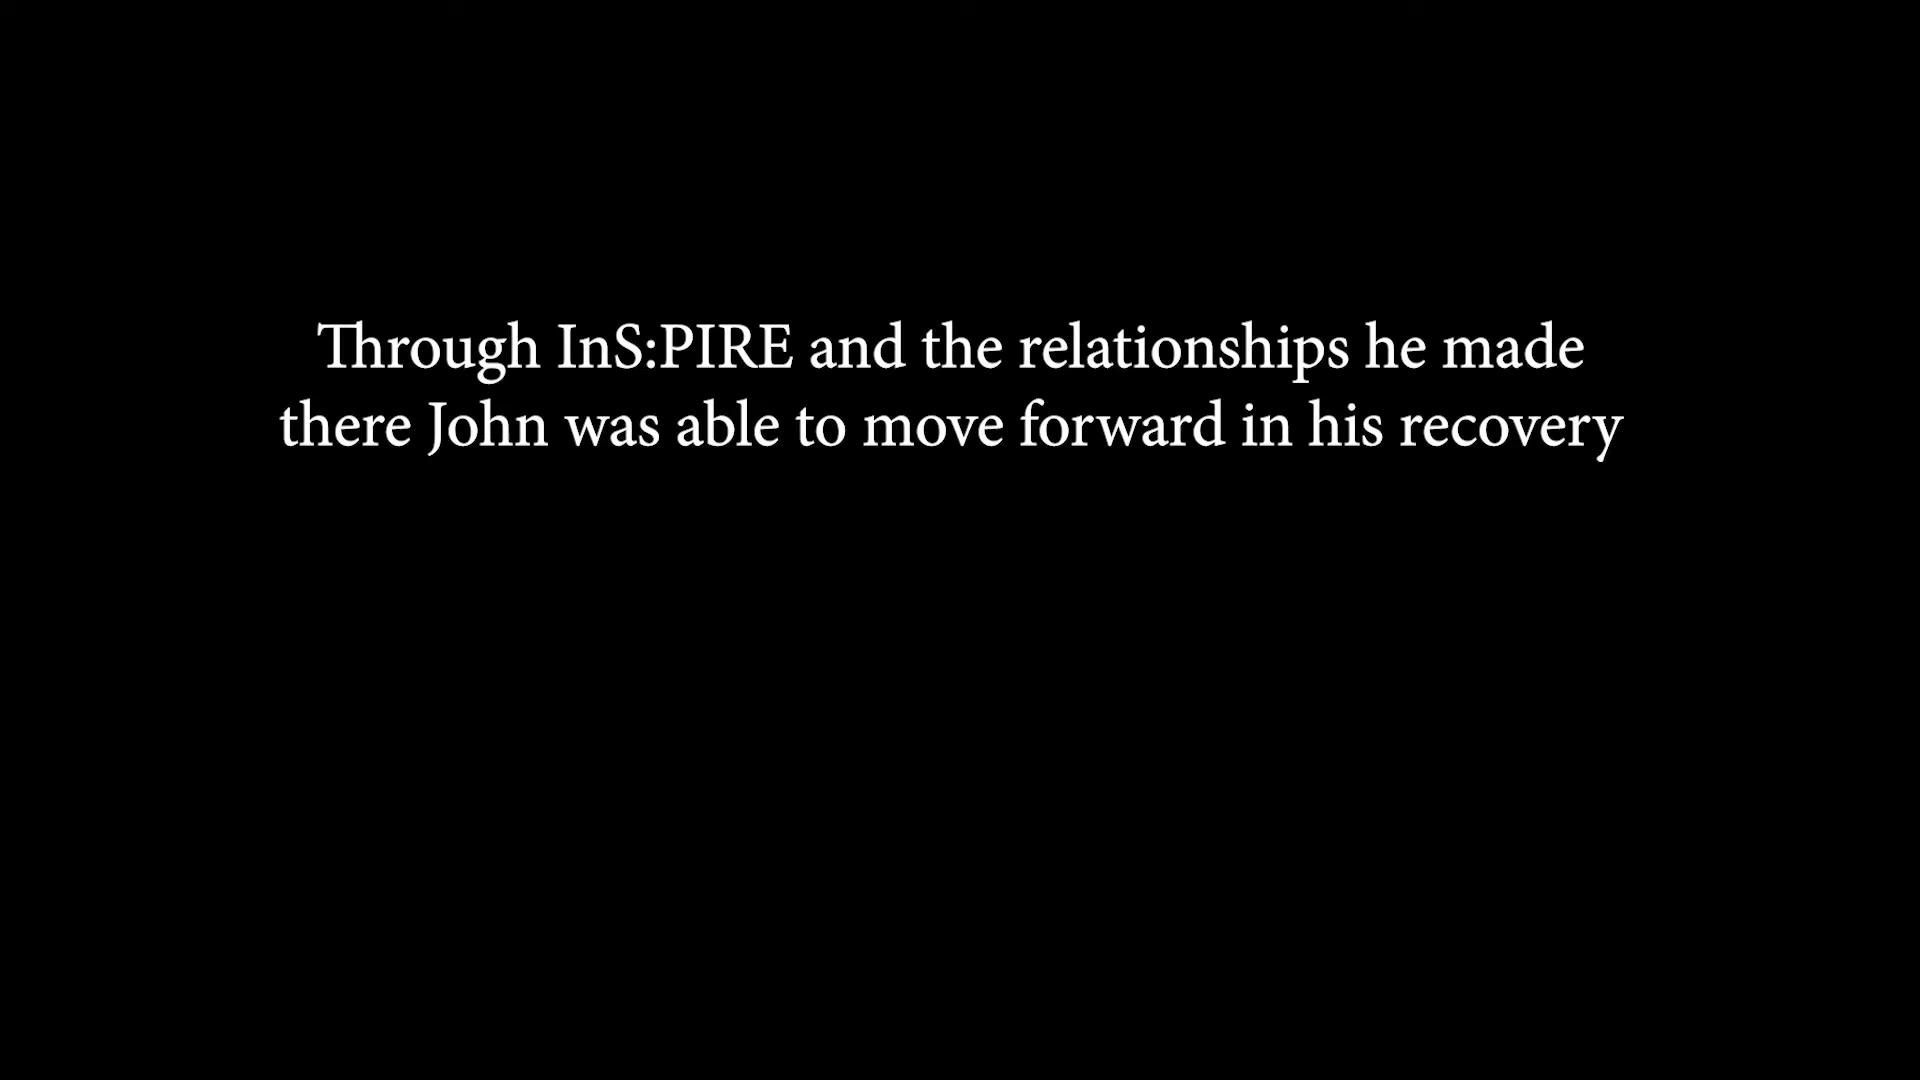 Through InS:PIRE and the relationships he made
there John was able to move forward in his recovery